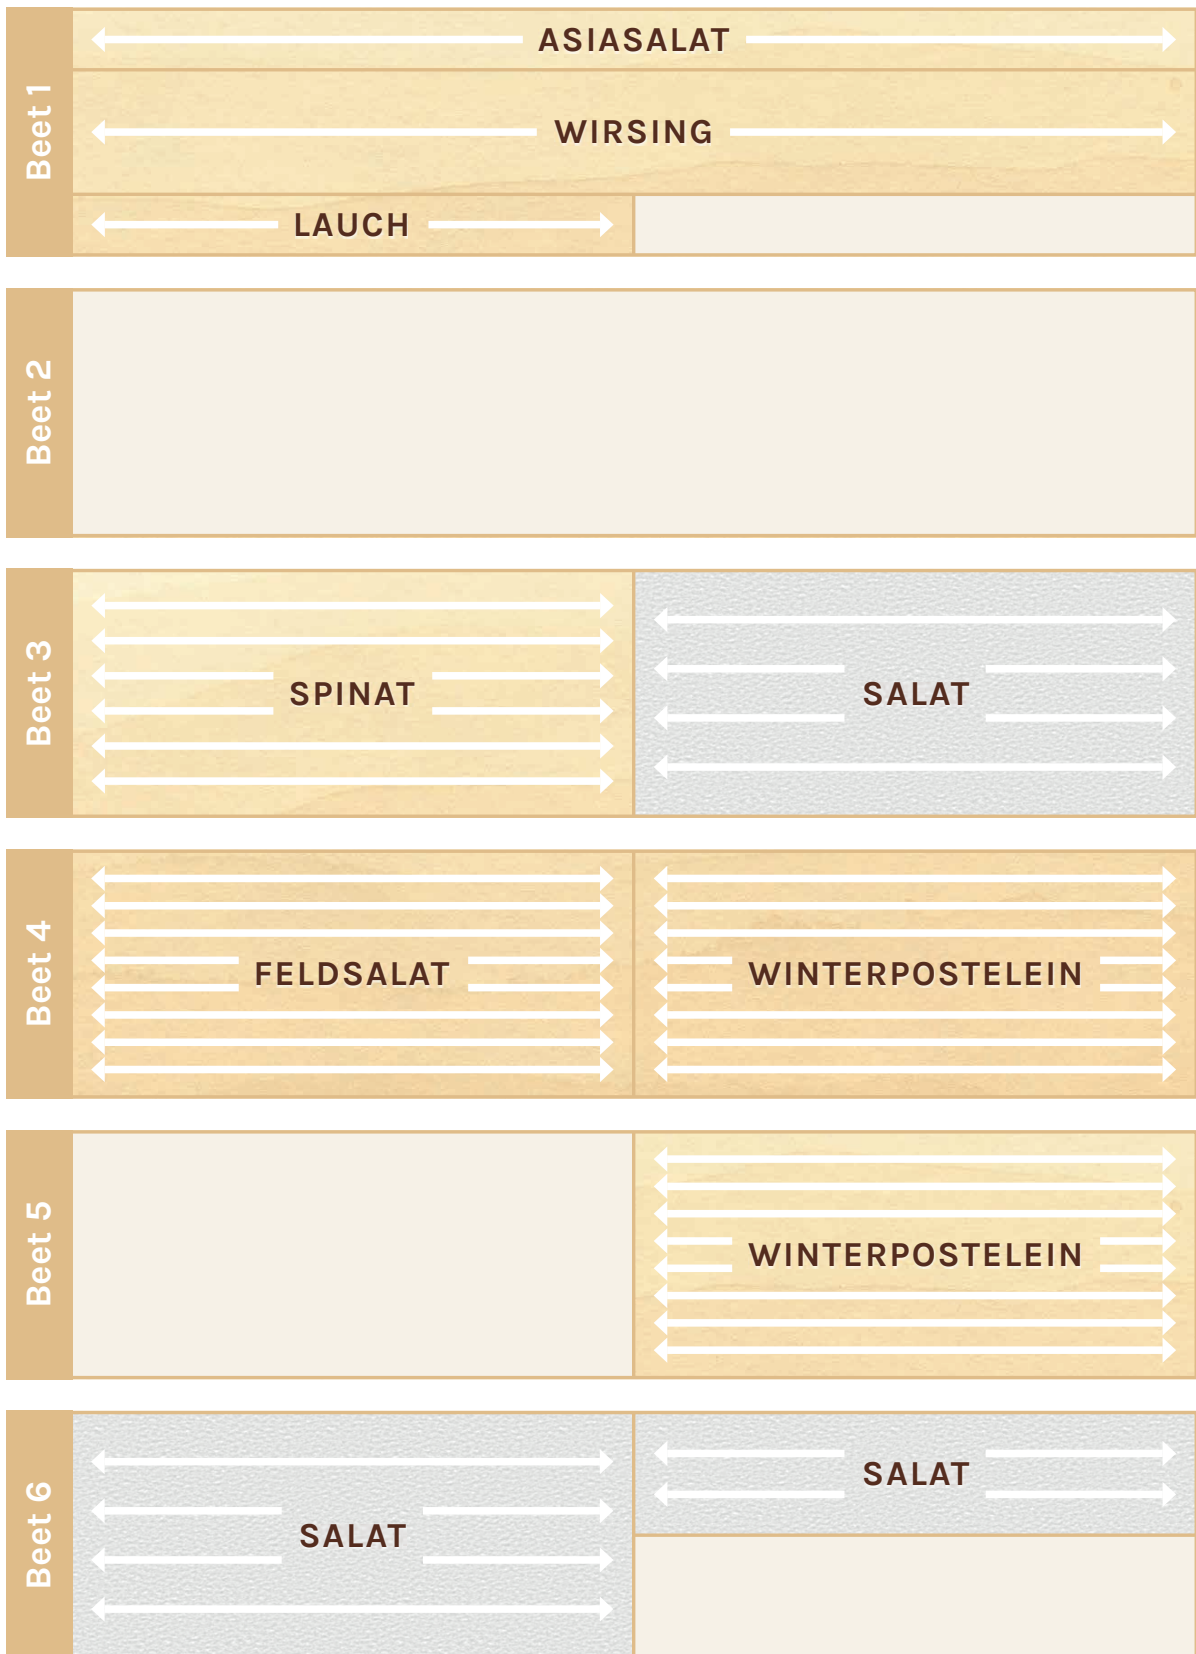 Beet 1
ASIASALAT
WIRSING
LAUCH
Beet 2
Beet 3
SPINAT
SALAT
Beet 4
FELDSALAT
WINTERPOSTELEIN
Beet 5
WINTERPOSTELEIN
Beet 6
SALAT
SALAT